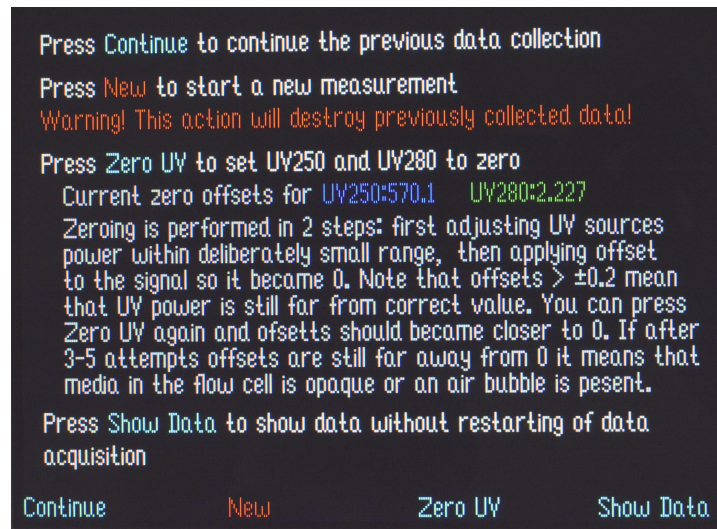 Press Continue to continue the previous data collection
Press New to start a new measurement
Warning! This action will destroy previously collected data!
Press Zero UV to set UV250 and UV280 to zero
Current zero offsets for UV250:570.1 UV280:2.227
Zeroing is performed in 2 steps: first adjusting UV sources
power within deliberately small range, then applying offset
to the signal so it became 0. Note that offsets > ±0.2 mean
that UV power is still far from correct value. You can press
Zero UV again and ofsetts should became closer to 0. If after
3-5 attempts offsets are still far away from 0 it means that
media in the flow cell is opaque or an air bubble is pesent.
Press Show Data to show data without restarting of data
acquisition
Continue New Zero UV Show Data